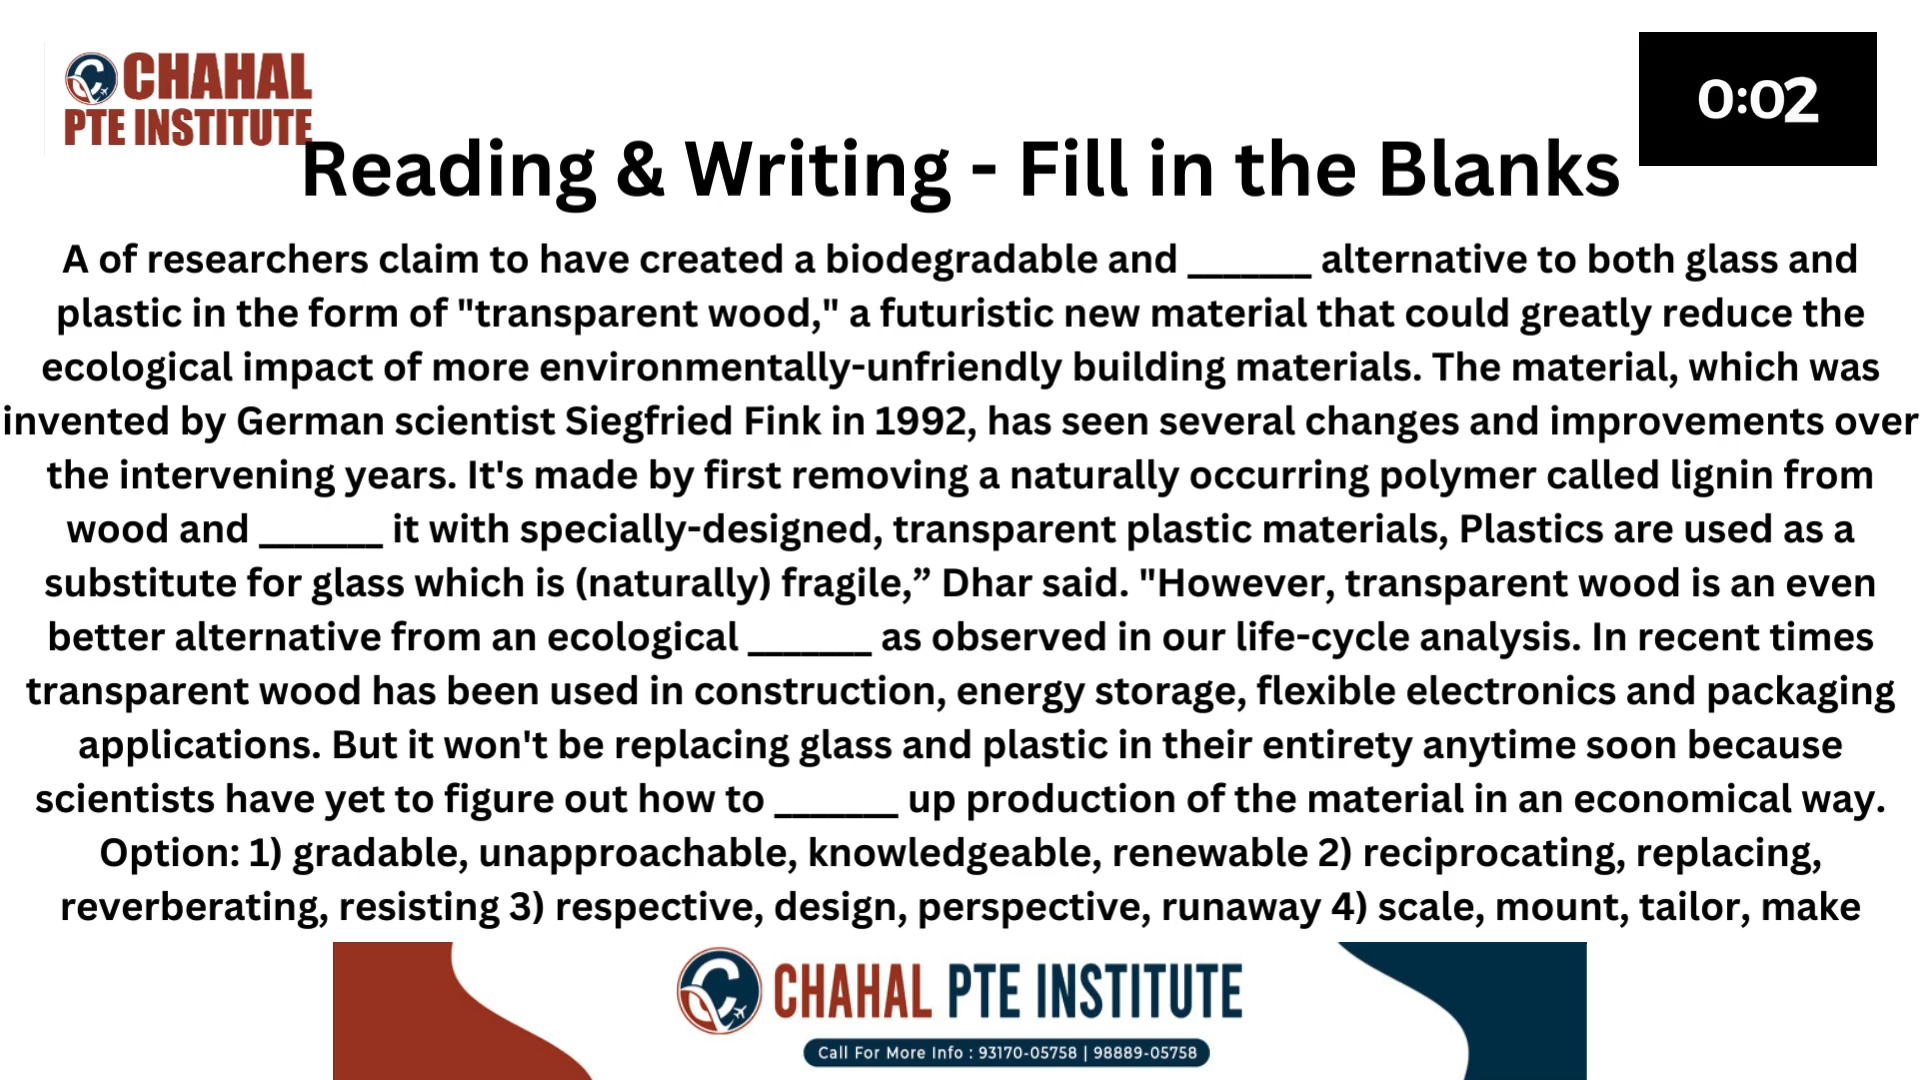 CHAHAL
PTE INSTITUTE
0:02
Reading & Writing - Fill in the Blanks
A of researchers claim to have created a biodegradable and _______ alternative to both glass and
plastic in the form of "transparent wood," a futuristic new material that could greatly reduce the
ecological impact of more environmentally-unfriendly building materials. The material, which was
invented by German scientist Siegfried Fink in 1992, has seen several changes and improvements over
the intervening years. It's made by first removing a naturally occurring polymer called lignin from
wood and _______ it with specially-designed, transparent plastic materials, Plastics are used as a
substitute for glass which is (naturally) fragile,” Dhar said. "However, transparent wood is an even
better alternative from an ecological _______ as observed in our life-cycle analysis. In recent times
transparent wood has been used in construction, energy storage, flexible electronics and packaging
applications. But it won't be replacing glass and plastic in their entirety anytime soon because
scientists have yet to figure out how to _______ up production of the material in an economical way.
Option: 1) gradable, unapproachable, knowledgeable, renewable 2) reciprocating, replacing,
reverberating, resisting 3) respective, design, perspective, runaway 4) scale, mount, tailor, make
CHAHAL PTE INSTITUTE
Call For More Info : 93170-05758 | 98889-05758